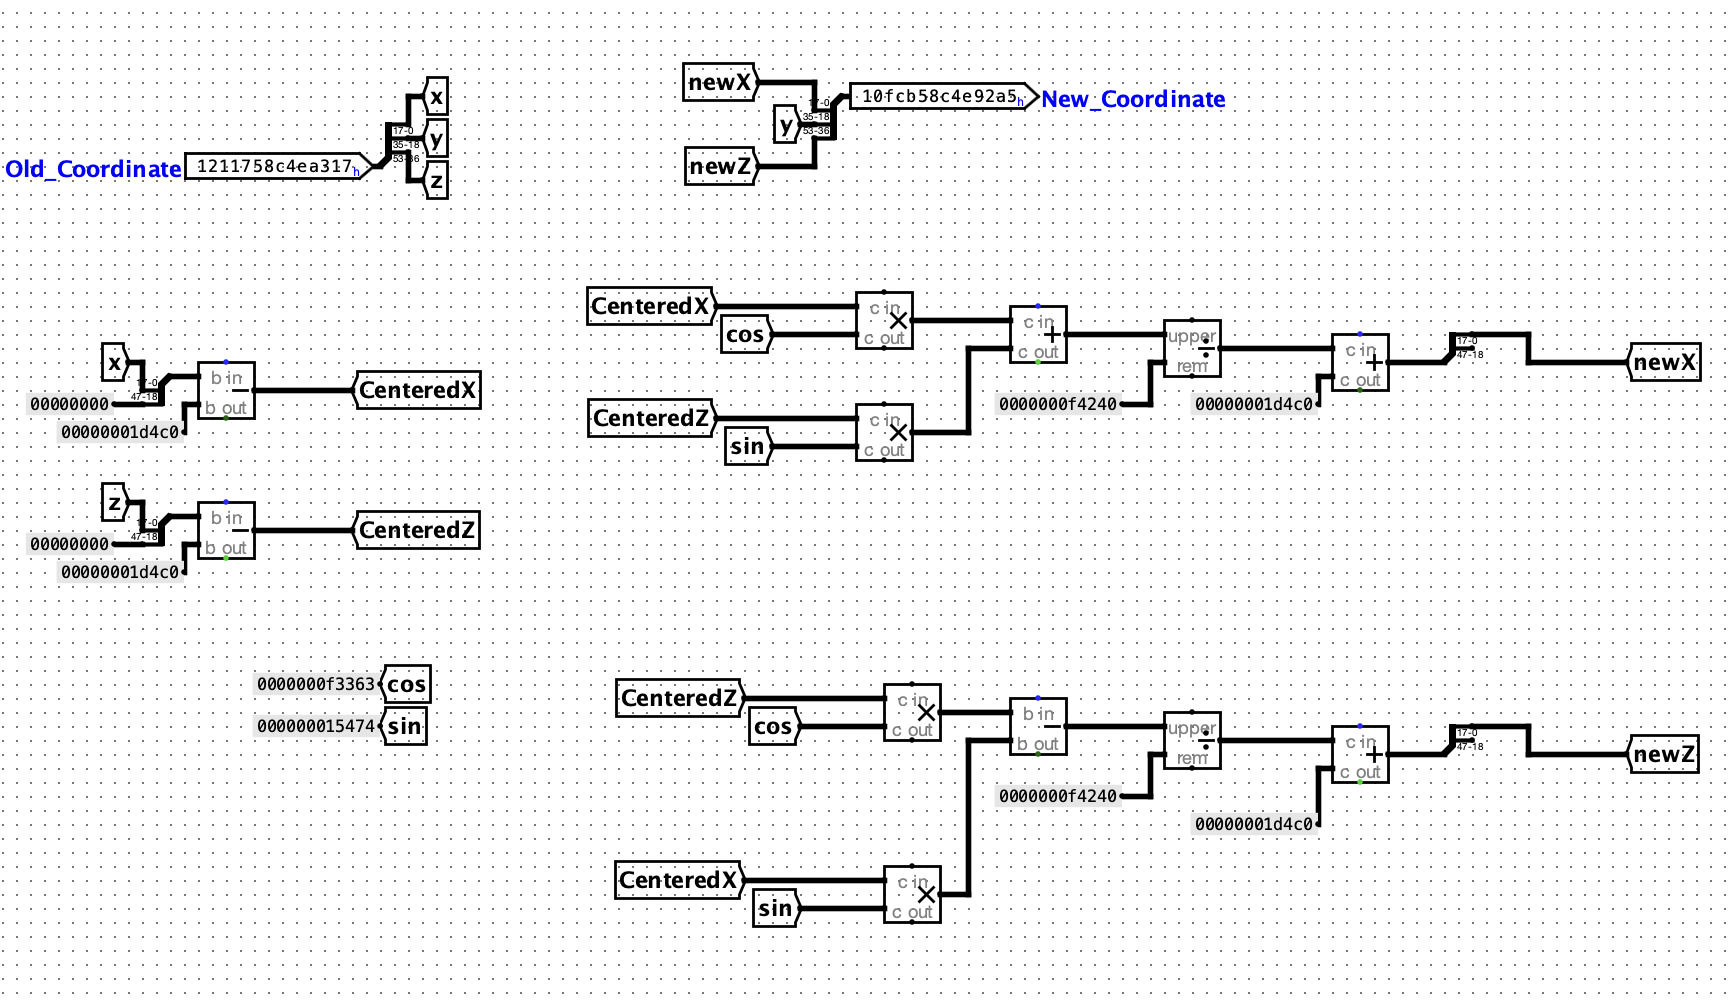 x
17-0
y
35-18
53-36
z
Old_Coordinate
1211758c4ea317h
newX
17-0
y
35-18
53-36
newZ
10fcb58c4e92a5h
New_Coordinate
x
17-0
47-18
00000000
00000001d4c0
b in
b out
CenteredX
z
17-0
47-18
00000000
00000001d4c0
b in
b out
CenteredZ
0000000f3363
cos
000000015474
sin
CenteredX
cos
c in
c out
CenteredZ
sin
c in
c out
c in
c out
0000000f4240
upper
rem
00000001d4c0
c in
c out
17-0
47-18
newX
CenteredZ
cos
c in
c out
CenteredX
sin
c in
c out
b in
b out
0000000f4240
upper
rem
00000001d4c0
c in
c out
17-0
47-18
newZ